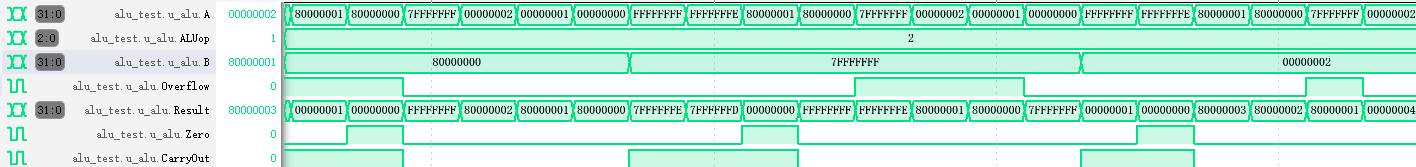 31:0 alu_test.u_alu.A 00000002 80000001 80000000 7FFFFFFF 00000002 00000001 00000000 FFFFFFFF FFFFFFFE 80000001 80000000 7FFFFFFF 00000002 00000001 00000000 FFFFFFFF FFFFFFFE 80000001 80000000 7FFFFFFF 00000002
2:0 alu_test.u_alu.ALUop 1 2
31:0 alu_test.u_alu.B 80000001 80000000 7FFFFFFF 00000002
alu_test.u_alu.Overflow 0
31:0 alu_test.u_alu.Result 80000003 00000001 00000000 FFFFFFFF 80000002 80000001 80000000 7FFFFFFE 7FFFFFFD 00000000 FFFFFFFF FFFFFFFE 80000001 80000000 7FFFFFFF 00000001 00000000 80000003 80000002 80000001 00000004
alu_test.u_alu.Zero 0
alu_test.u_alu.CarryOut 0